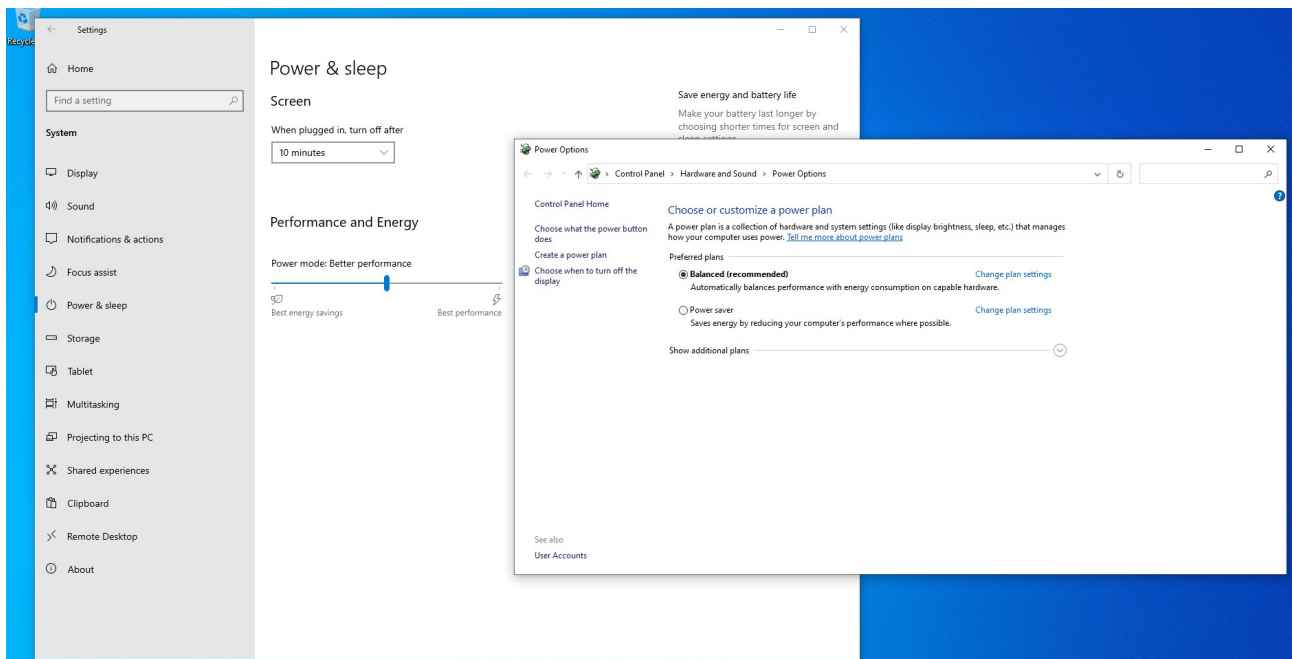 Recycle
Settings
Home
Find a setting
System
Display
Sound
Notifications & actions
Focus assist
Power & sleep
Storage
Tablet
Multitasking
Projecting to this PC
Shared experiences
Clipboard
Remote Desktop
About
Power & sleep
Screen
When plugged in, turn off after
10 minutes
Performance and Energy
Power mode: Better performance
Best energy savings
Best performance
Save energy and battery life
Make your battery last longer by
choosing shorter times for screen and
sleep settings
Power Options
Control Panel > Hardware and Sound > Power Options
Control Panel Home
Choose what the power button
does
Create a power plan
Choose when to turn off the
display
See also
User Accounts
Choose or customize a power plan
A power plan is a collection of hardware and system settings (like display brightness, sleep, etc.) that manages
how your computer uses power. Tell me more about power plans
Preferred plans
Balanced (recommended) Change plan settings
Automatically balances performance with energy consumption on capable hardware.
Power saver Change plan settings
Saves energy by reducing your computer's performance where possible.
Show additional plans